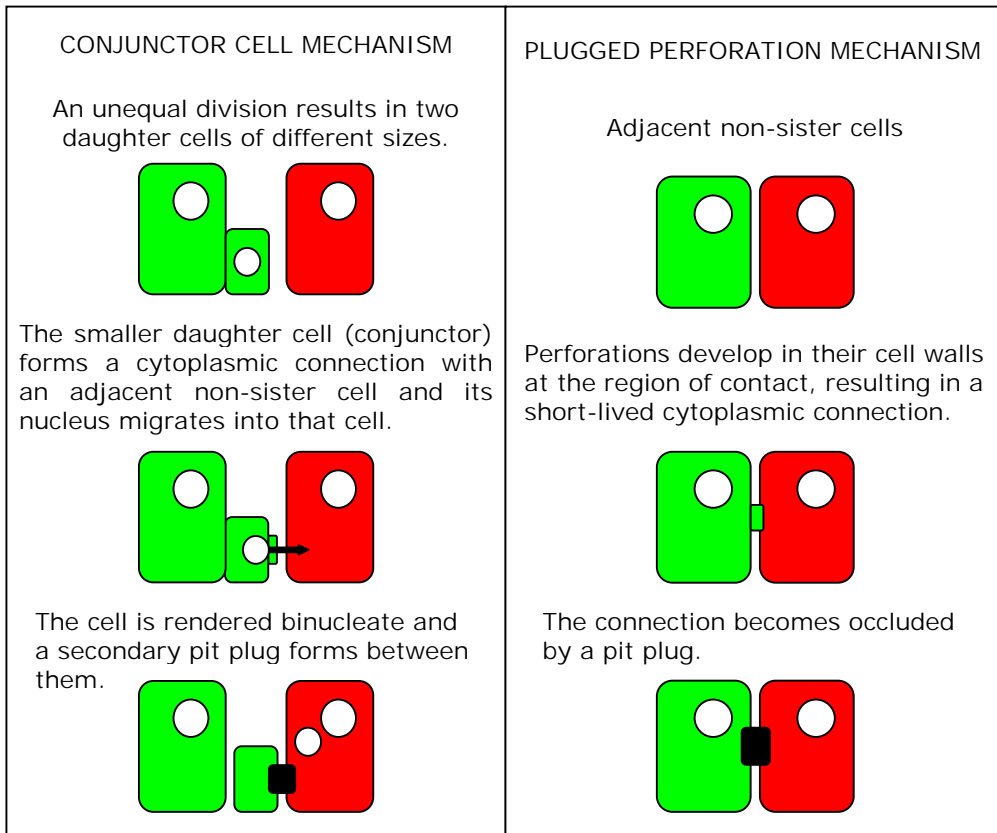 CONJUNCTOR CELL MECHANISM
An unequal division results in two
daughter cells of different sizes.
The smaller daughter cell (conjunctor)
forms a cytoplasmic connection with
an adjacent non-sister cell and its
nucleus migrates into that cell.
The cell is rendered binucleate and
a secondary pit plug forms between
them.
PLUGGED PERFORATION MECHANISM
Adjacent non-sister cells
Perforations develop in their cell walls
at the region of contact, resulting in a
short-lived cytoplasmic connection.
The connection becomes occluded
by a pit plug.